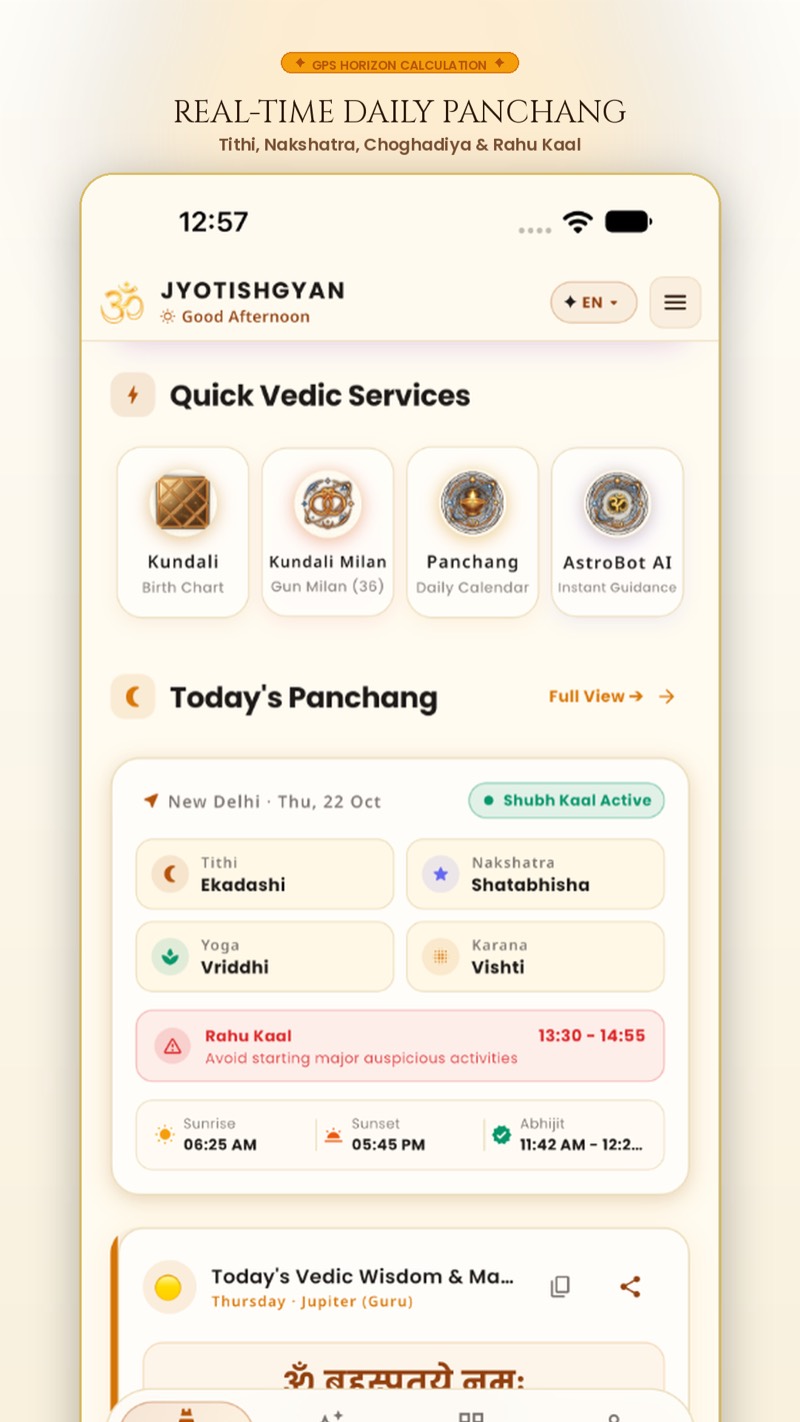 ✦ GPS HORIZON CALCULATION ✦
REAL-TIME DAILY PANCHANG
Tithi, Nakshatra, Choghadiya & Rahu Kaal
12:57
JYOTISHGYAN
Good Afternoon
✦ EN
Quick Vedic Services
Kundali
Birth Chart
Kundali Milan
Gun Milan (36)
Panchang
Daily Calendar
AstroBot AI
Instant Guidance
Today's Panchang
Full View → →
New Delhi · Thu, 22 Oct
Shubh Kaal Active
Tithi
Ekadashi
Nakshatra
Shatabhisha
Yoga
Vriddhi
Karana
Vishti
Rahu Kaal
13:30 - 14:55
Avoid starting major auspicious activities
Sunrise
06:25 AM
Sunset
05:45 PM
Abhijit
11:42 AM - 12:2...
Today's Vedic Wisdom & Ma...
Thursday · Jupiter (Guru)
ॐ बृहस्पतये नमः